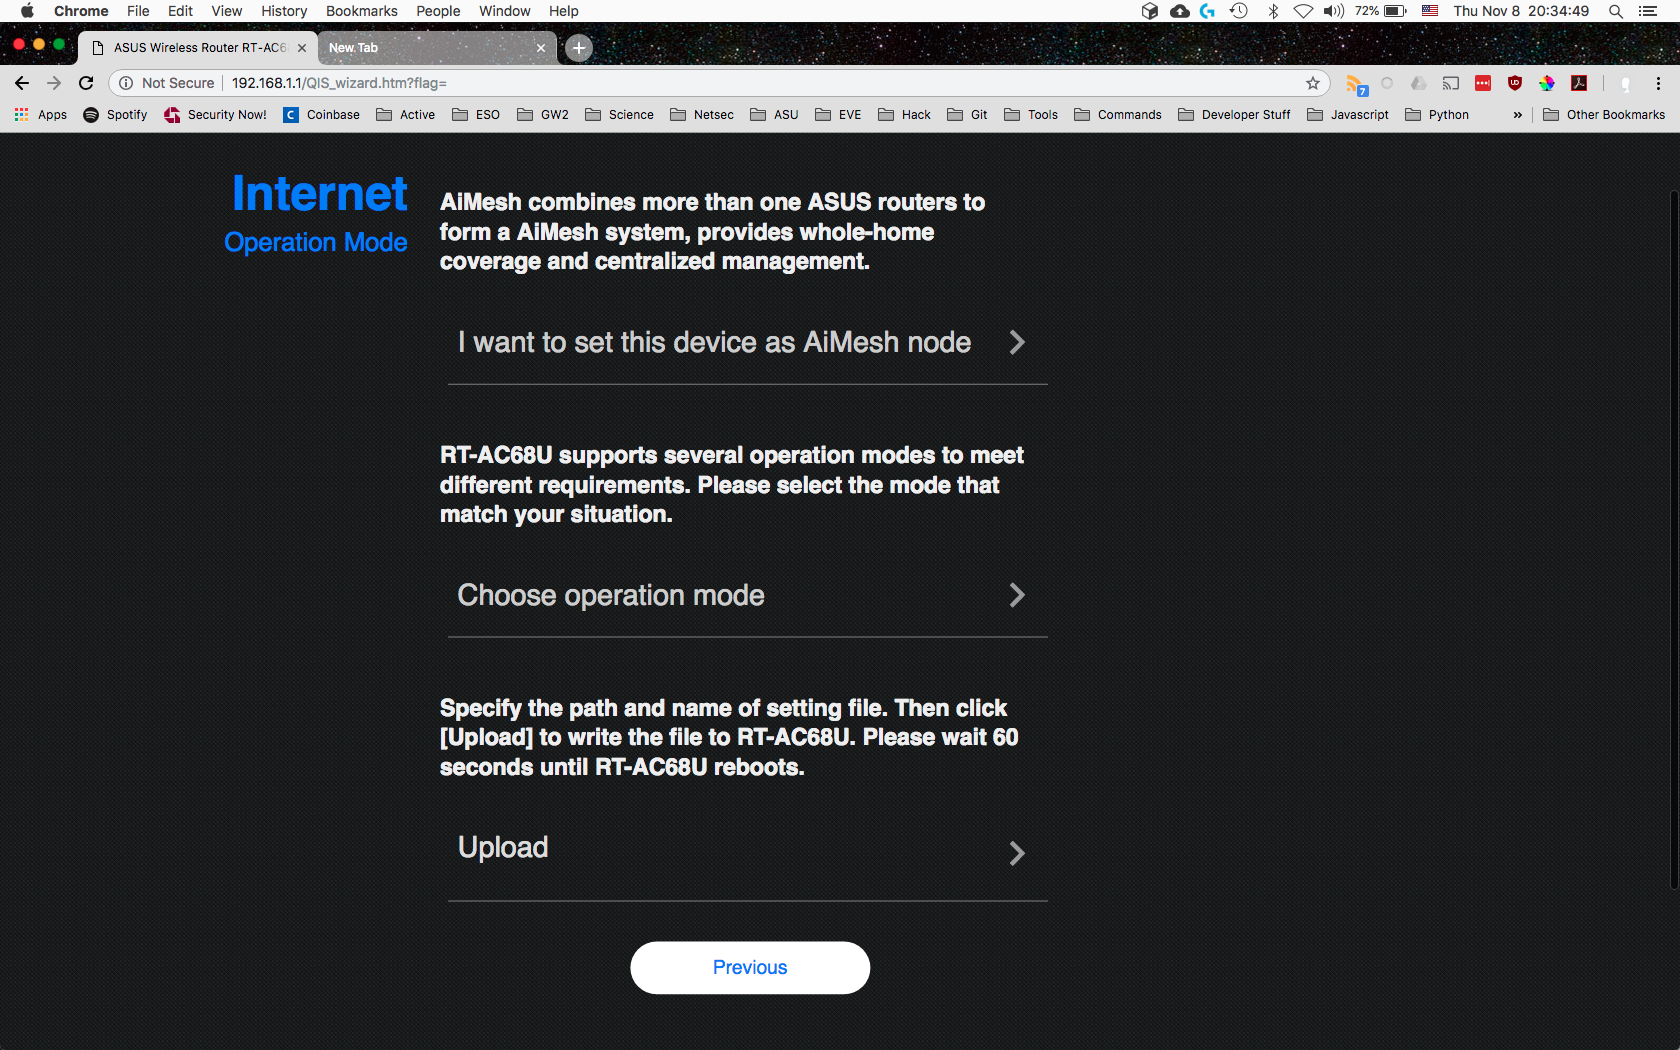 Chrome File Edit View History Bookmarks People Window Help 72% Thu Nov 8 20:34:49
ASUS Wireless Router RT-AC6 New Tab
Not Secure 192.168.1.1/QIS_wizard.htm?flag= 7
Apps Spotify Security Now! Coinbase Active ESO GW2 Science Netsec ASU EVE Hack Git Tools Commands Developer Stuff Javascript Python » Other Bookmarks
Internet
Operation Mode
AiMesh combines more than one ASUS routers to
form a AiMesh system, provides whole-home
coverage and centralized management.
I want to set this device as AiMesh node
RT-AC68U supports several operation modes to meet
different requirements. Please select the mode that
match your situation.
Choose operation mode
Specify the path and name of setting file. Then click
[Upload] to write the file to RT-AC68U. Please wait 60
seconds until RT-AC68U reboots.
Upload
Previous